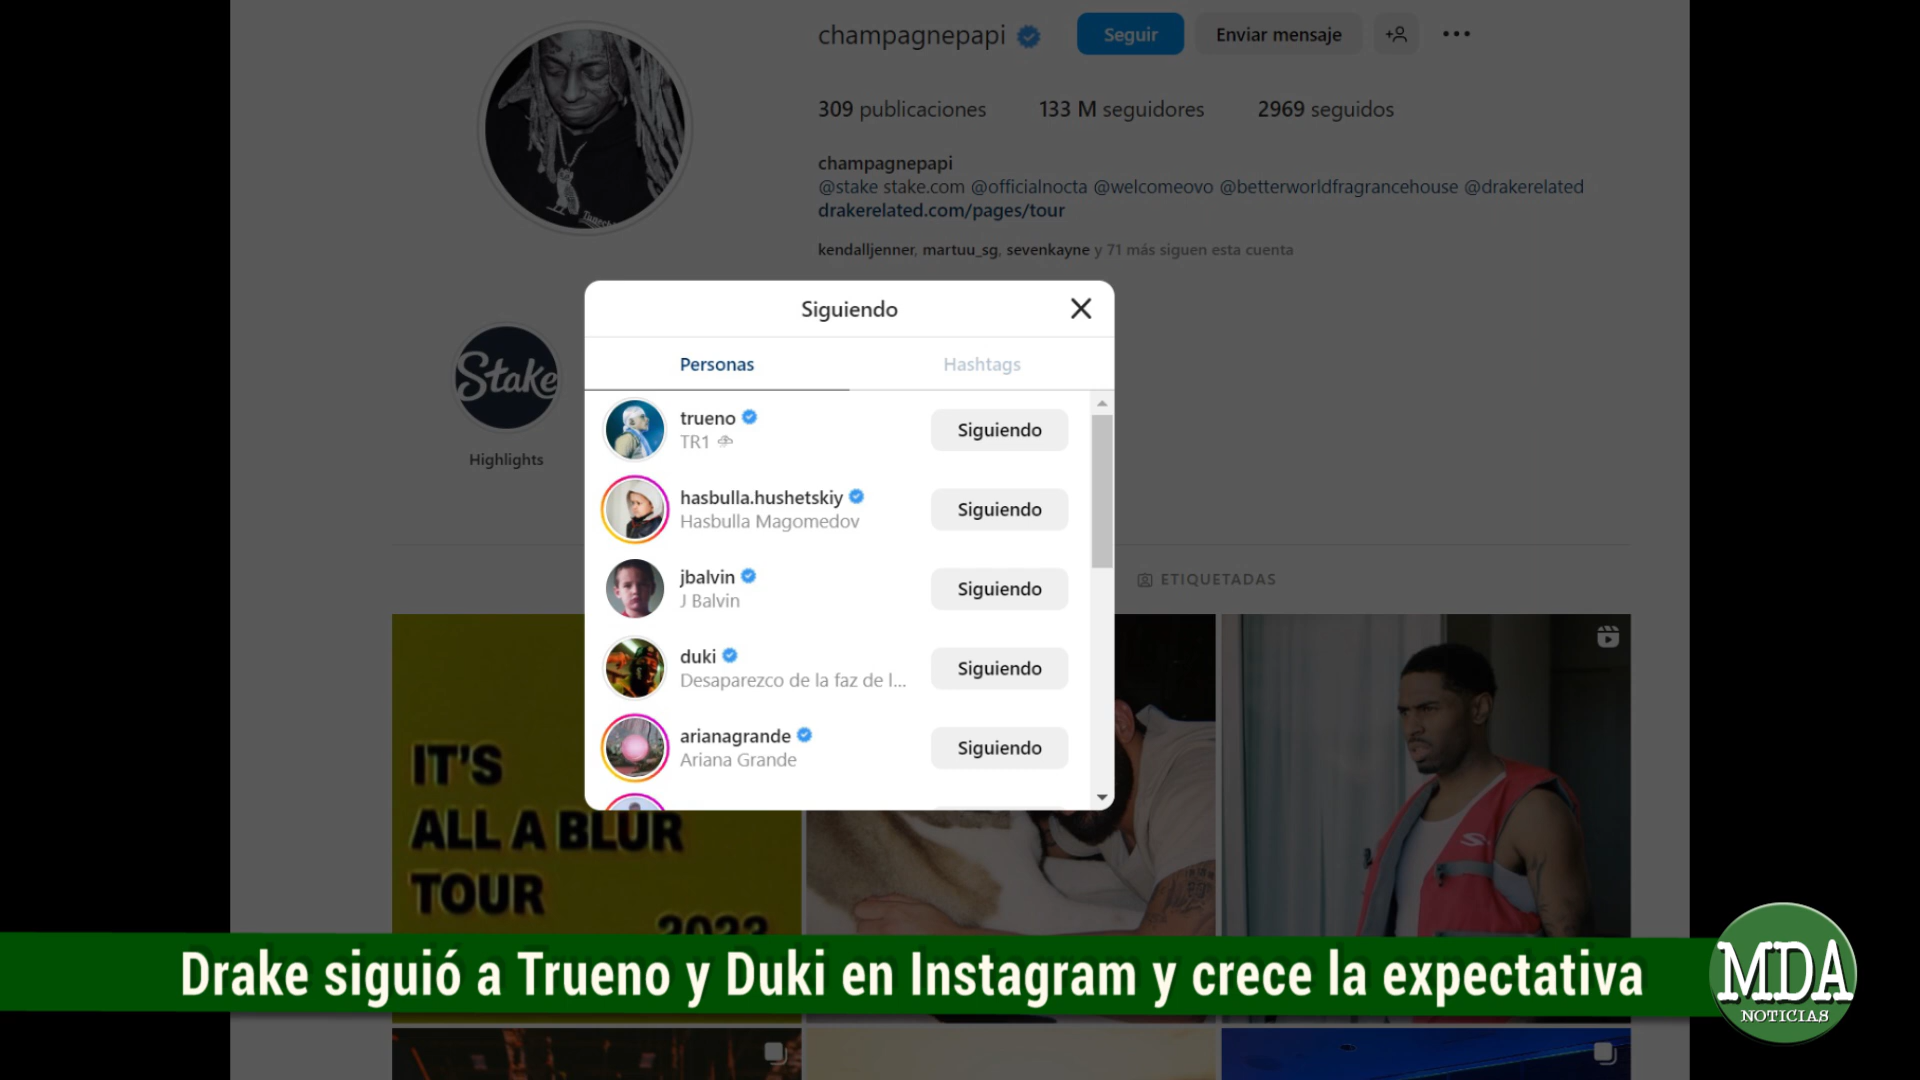 champagnepapi
Seguir
Enviar mensaje
309 publicaciones
133 M seguidores
2969 seguidos
champagnepapi
@stake stake.com @officialnocta @welcomeovo @betterworldfragrancehouse @drakerelated
drakerelated.com/pages/tour
kendalljenner, martuu_sg, sevenkayne y 71 más siguen esta cuenta
Stake
Highlights
Siguiendo
Personas
Hashtags
trueno
TR1
Siguiendo
hasbulla.hushetskiy
Hasbulla Magomedov
Siguiendo
jbalvin
J Balvin
Siguiendo
duki
Desaparezco de la faz de l...
Siguiendo
arianagrande
Ariana Grande
Siguiendo
ETIQUETADAS
IT'S
ALL A BLUR
TOUR
2023
Drake siguió a Trueno y Duki en Instagram y crece la expectativa
MDA
NOTICIAS